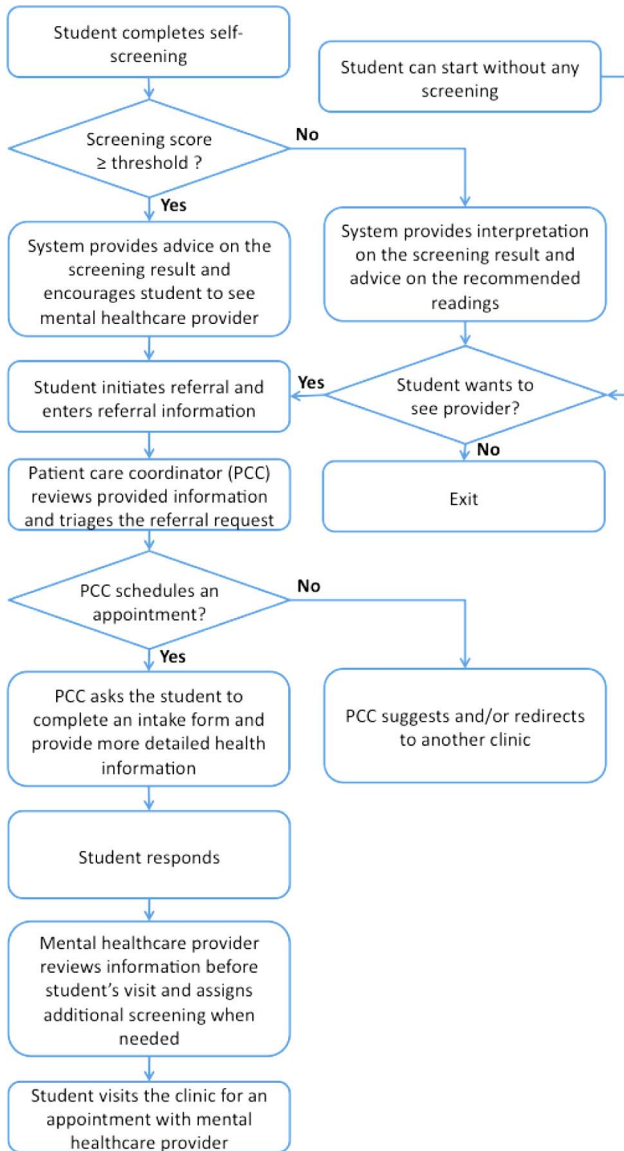 Student completes self-
screening
Student can start without any
screening
Screening score
≥ threshold ?
No
Yes
System provides advice on the
screening result and
encourages student to see
mental healthcare provider
System provides interpretation
on the screening result and
advice on the recommended
readings
Student initiates referral and
enters referral information
Yes
Student wants to
see provider?
No
Patient care coordinator (PCC)
reviews provided information
and triages the referral request
Exit
PCC schedules an
appointment?
No
Yes
PCC asks the student to
complete an intake form and
provide more detailed health
information
PCC suggests and/or redirects
to another clinic
Student responds
Mental healthcare provider
reviews information before
student’s visit and assigns
additional screening when
needed
Student visits the clinic for an
appointment with mental
healthcare provider